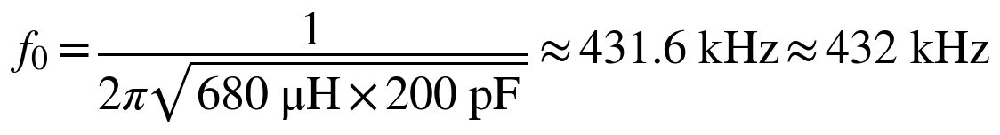 f₀ = 1 / 2π√680 μH × 200 pF ≈ 431.6 kHz ≈ 432 kHz